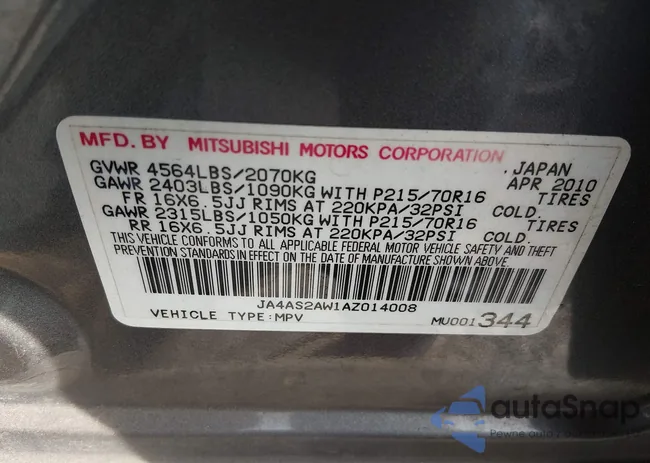 MFD. BY MITSUBISHI MOTORS CORPORATION
GVWR 4564LBS/2070KG JAPAN APR 2010
GAWR 2403LBS/1090KG WITH P215/70R16 TIRES
FR 16X6.5JJ RIMS AT 220KPA/32PSI COLD.
GAWR 2315LBS/1050KG WITH P215/70R16 TIRES
RR 16X6.5JJ RIMS AT 220KPA/32PSI COLD.
THIS VEHICLE CONFORMS TO ALL APPLICABLE FEDERAL MOTOR VEHICLE SAFETY AND THEFT
PREVENTION STANDARDS IN EFFECT ON THE DATE OF MANUFACTURE SHOWN ABOVE.
JA4AS2AW1AZ014008
VEHICLE TYPE:MPV MU001344
autoSnap
Pewne auto